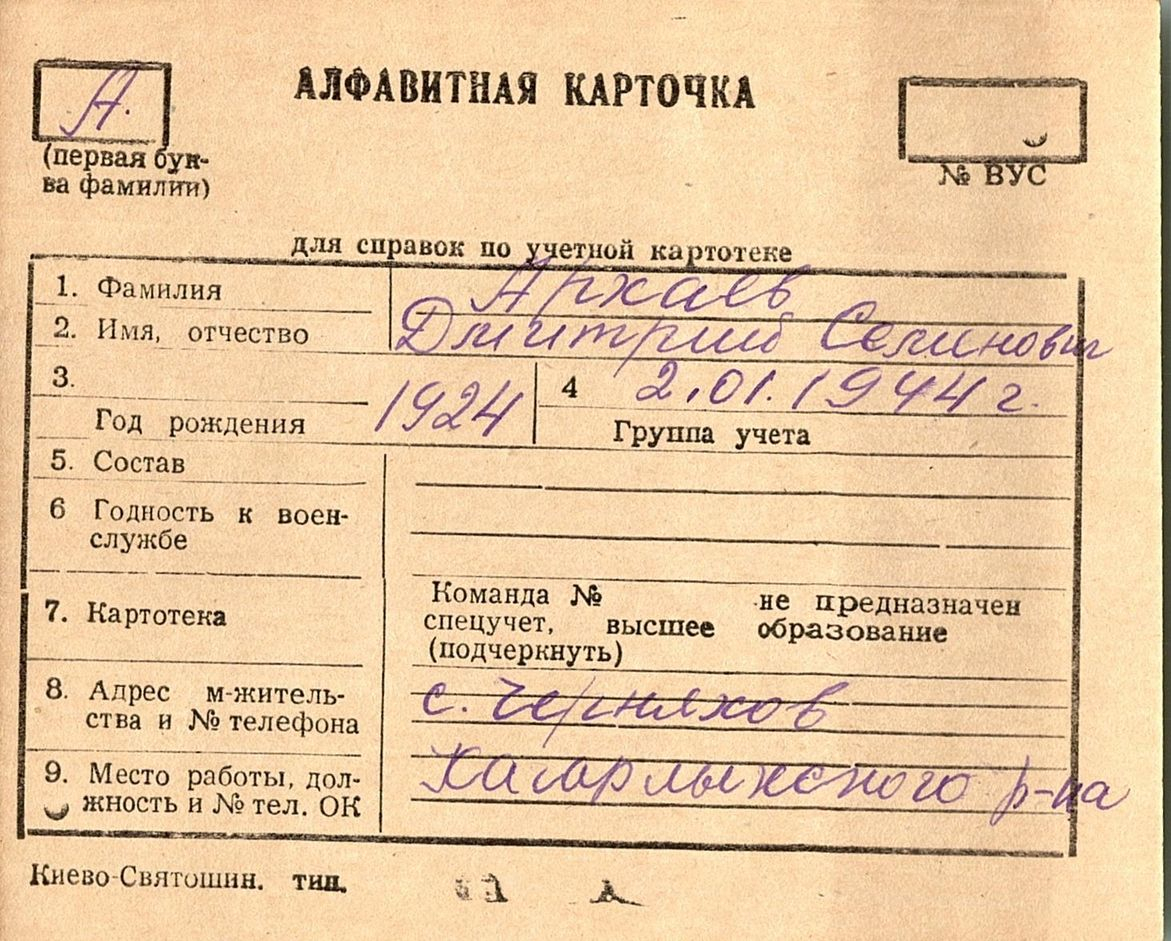 А.
АЛФАВИТНАЯ КАРТОЧКА
(первая бук-
ва фамилии)
№ ВУС
для справок по учетной картотеке
1. Фамилия Архаев
2. Имя, отчество Дмитрий Семенович
3.
Год рождения 1924
4 2.01.1944 г.
Группа учета
5. Состав
6 Годность к воен-
службе
7. Картотека
Команда № не предназначен
спецучет, высшее образование
(подчеркнуть)
8. Адрес м-житель-
ства и № телефона
с. Черняхов
9. Место работы, дол-
жность и № тел. ОК
Кагарлыкского р-на
Киево-Святошин. тип.